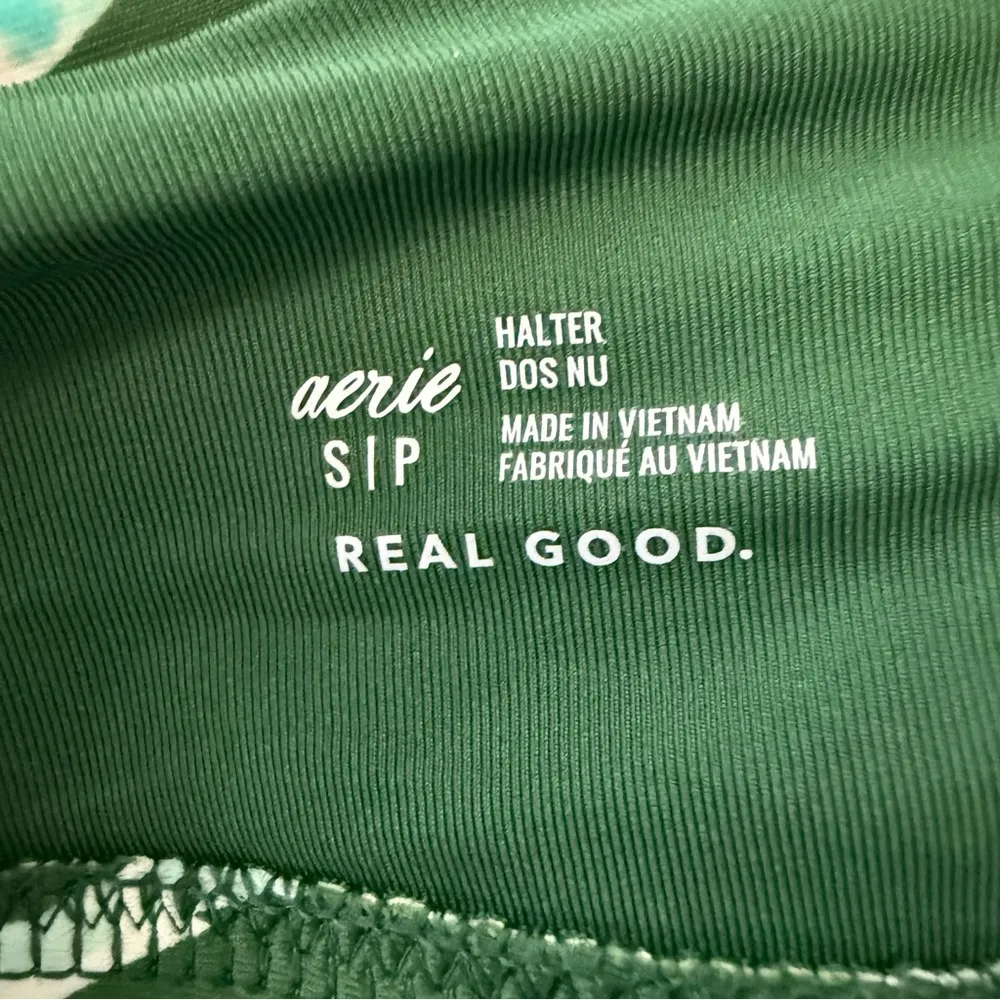 aerie
S|P
HALTER
DOS NU
MADE IN VIETNAM
FABRIQUÉ AU VIETNAM
REAL GOOD.